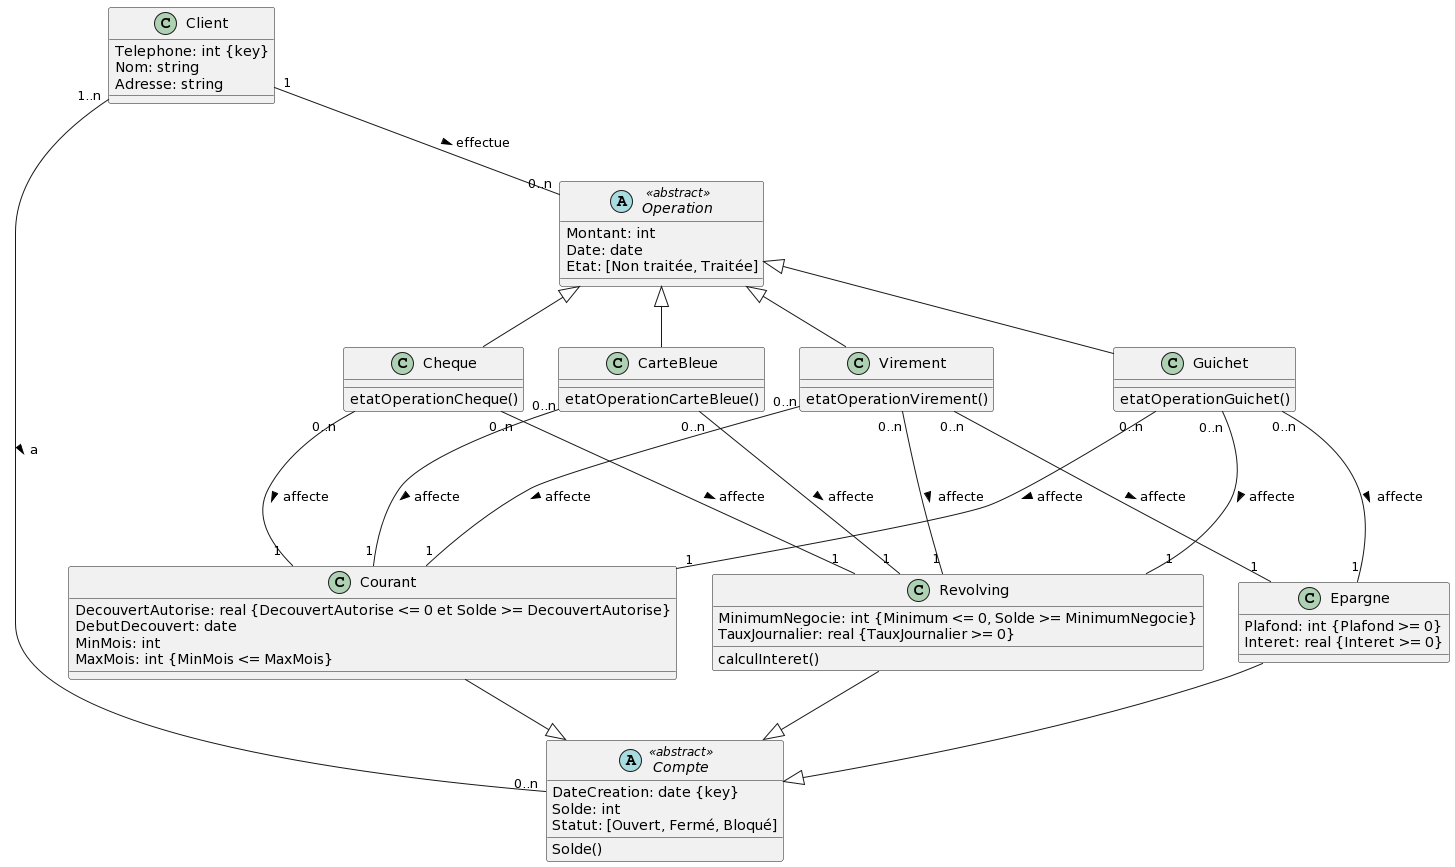 C Client
Telephone: int {key}
Nom: string
Adresse: string
1..n
1
effectue
0..n
«abstract»
A Operation
Montant: int
Date: date
Etat: [Non traitée, Traitée]
C Cheque
etatOperationCheque()
C CarteBleue
etatOperationCarteBleue()
C Virement
etatOperationVirement()
C Guichet
etatOperationGuichet()
0..n 0..n 0..n 0..n 0..n 0..n 0..n 0..n 0..n 0..n
a
affecte affecte affecte affecte affecte affecte affecte affecte affecte affecte
1 1 1 1 1 1 1 1 1 1
C Courant
DecouvertAutorise: real {DecouvertAutorise <= 0 et Solde >= DecouvertAutorise}
DebutDecouvert: date
MinMois: int
MaxMois: int {MinMois <= MaxMois}
C Revolving
MinimumNegocie: int {Minimum <= 0, Solde >= MinimumNegocie}
TauxJournalier: real {TauxJournalier >= 0}
calculInteret()
C Epargne
Plafond: int {Plafond >= 0}
Interet: real {Interet >= 0}
0..n
«abstract»
A Compte
DateCreation: date {key}
Solde: int
Statut: [Ouvert, Fermé, Bloqué]
Solde()